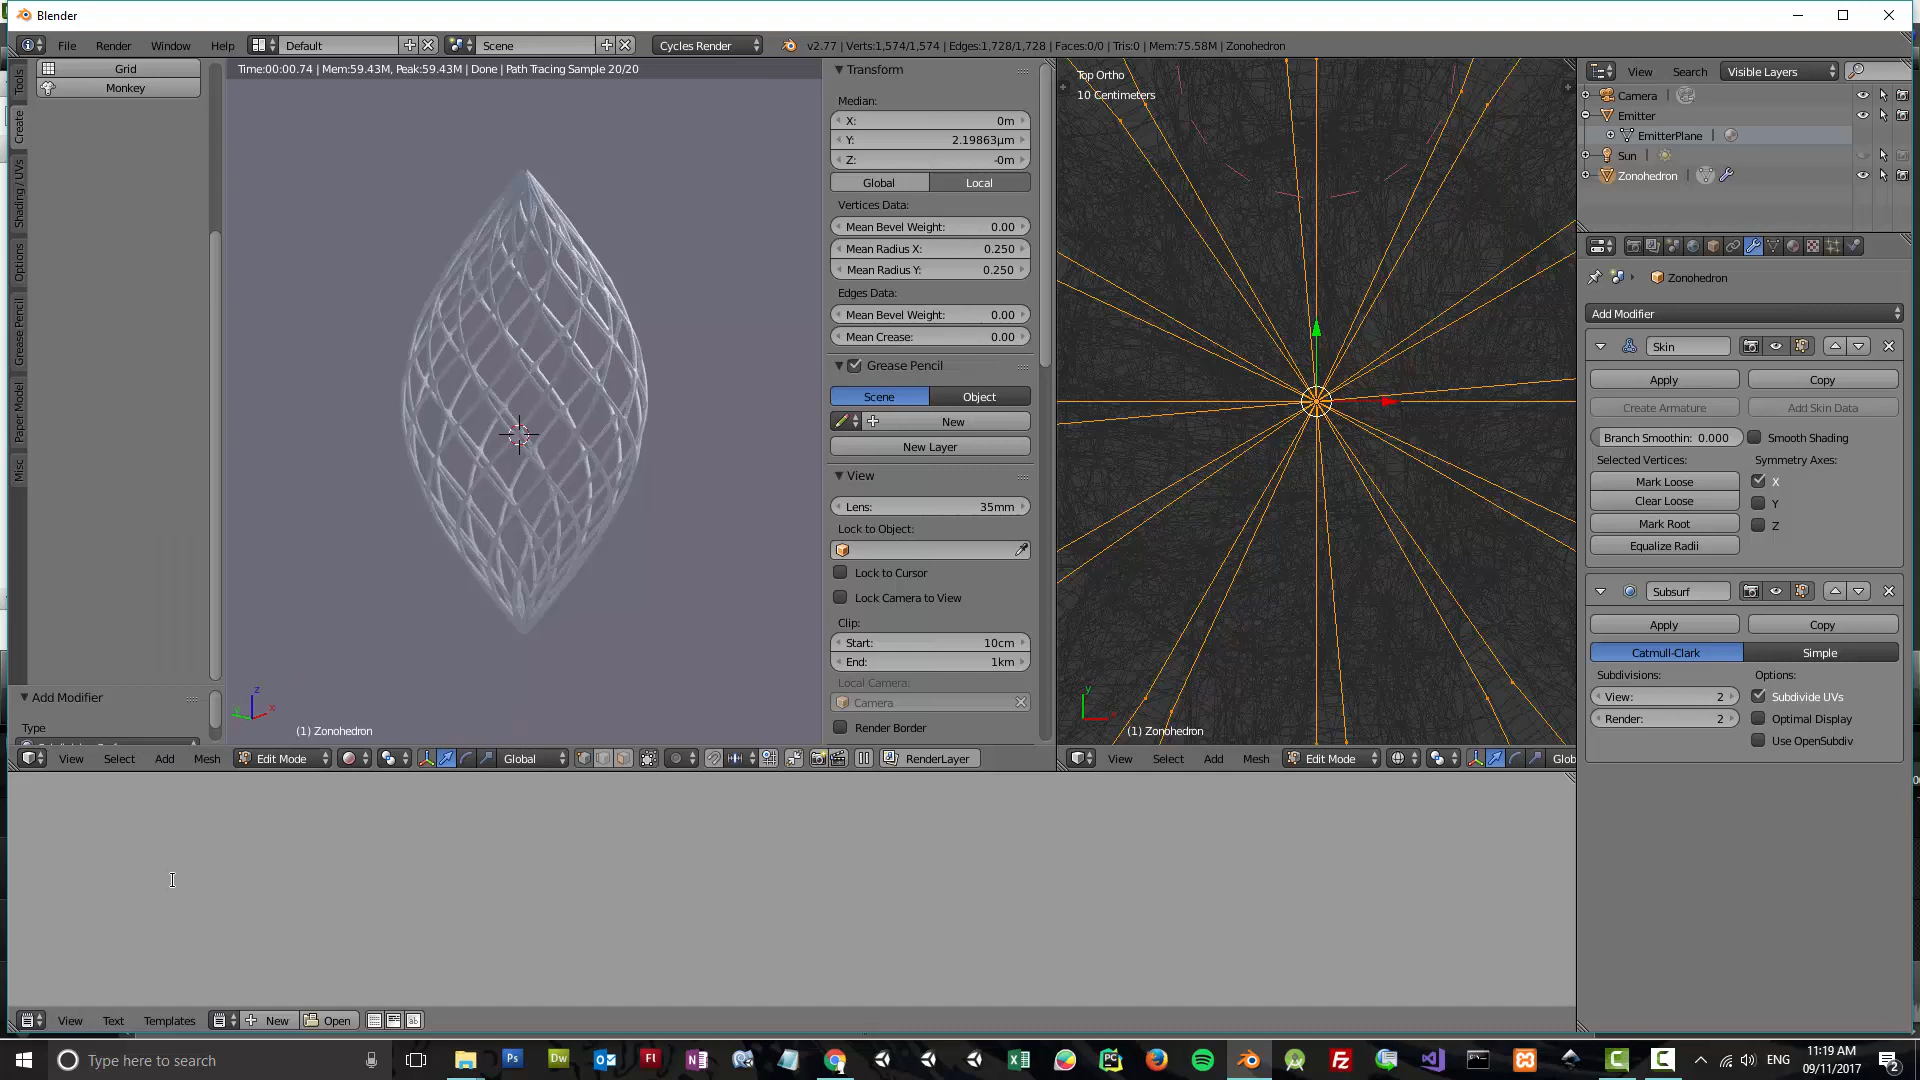 Blender
File Render Window Help Default Scene Cycles Render v2.77 | Verts:1,574/1,574 | Edges:1,728/1,728 | Faces:0/0 | Tris:0 | Mem:75.58M | Zonohedron
Grid
Monkey
Tools
Create
Shading / UVs
Options
Grease Pencil
Paper Model
Misc
Add Modifier
Type
Time:00:00.74 | Mem:59.43M, Peak:59.43M | Done | Path Tracing Sample 20/20
(1) Zonohedron
View Select Add Mesh Edit Mode Global RenderLayer
Transform
Median:
X: 0m
Y: 2.19863µm
Z: -0m
Global Local
Vertices Data:
Mean Bevel Weight: 0.00
Mean Radius X: 0.250
Mean Radius Y: 0.250
Edges Data:
Mean Bevel Weight: 0.00
Mean Crease: 0.00
Grease Pencil
Scene Object
New
New Layer
View
Lens: 35mm
Lock to Object:
Lock to Cursor
Lock Camera to View
Clip:
Start: 10cm
End: 1km
Local Camera:
Camera
Render Border
Top Ortho
10 Centimeters
(1) Zonohedron
View Select Add Mesh Edit Mode Glob
View Search Visible Layers
Camera
Emitter
EmitterPlane
Sun
Zonohedron
Zonohedron
Add Modifier
Skin
Apply Copy
Create Armature Add Skin Data
Branch Smoothin: 0.000 Smooth Shading
Selected Vertices: Symmetry Axes:
Mark Loose X
Clear Loose Y
Mark Root Z
Equalize Radii
Subsurf
Apply Copy
Catmull-Clark Simple
Subdivisions: Options:
View: 2 Subdivide UVs
Render: 2 Optimal Display
Use OpenSubdiv
View Text Templates New Open
Type here to search
ENG
11:19 AM
09/11/2017